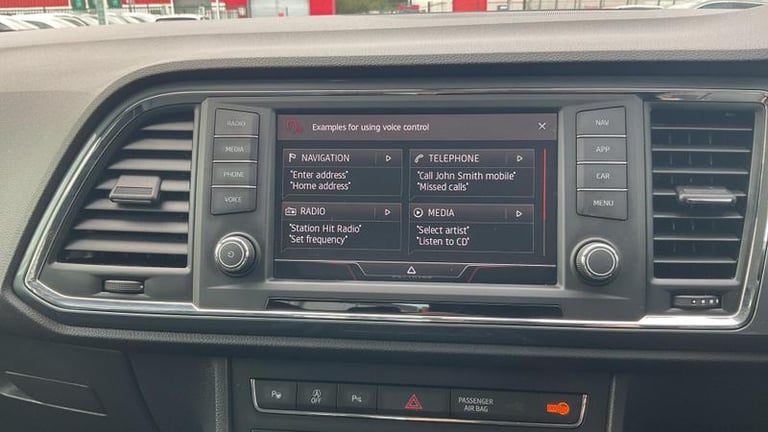 RADIO
MEDIA
PHONE
VOICE
Examples for using voice control
NAVIGATION
"Enter address"
"Home address"
TELEPHONE
"Call John Smith mobile"
"Missed calls"
RADIO
"Station Hit Radio"
"Set frequency"
MEDIA
"Select artist"
"Listen to CD"
NAV
APP
CAR
MENU
A
OFF
P
PASSENGER
AIR BAG